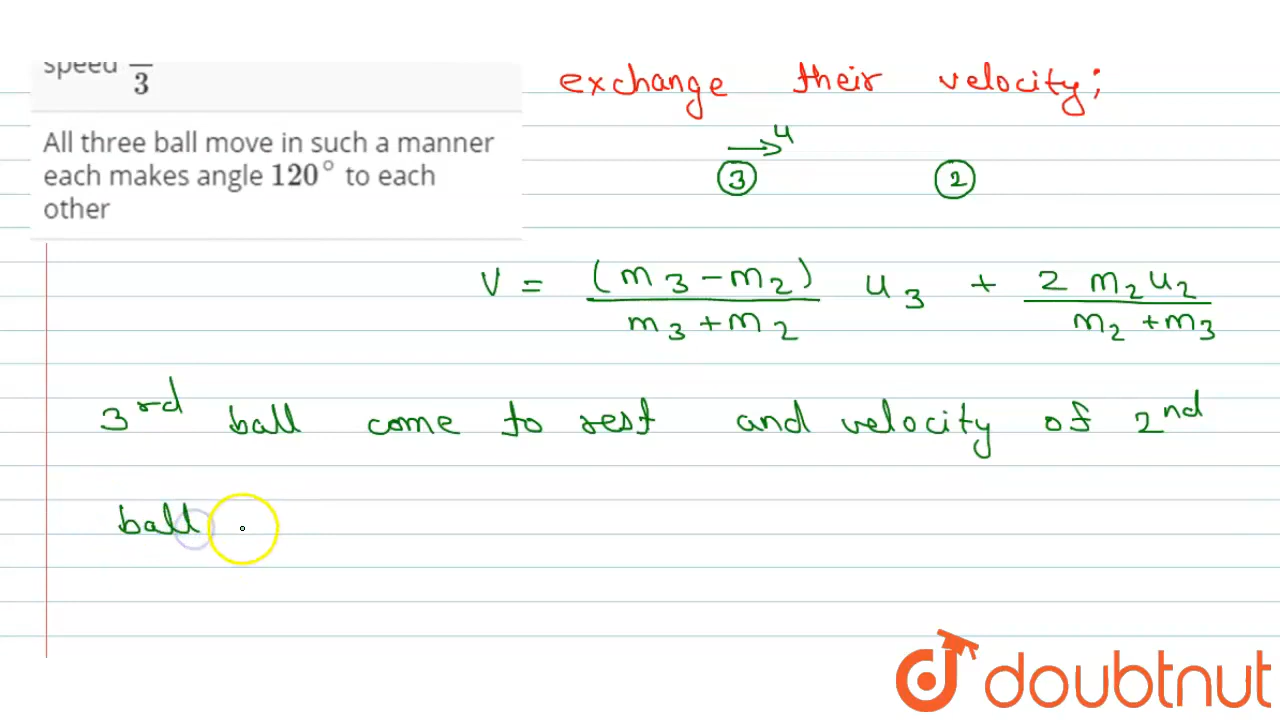 speed 3
All three ball move in such a manner
each makes angle 120° to each
other
exchange their velocity;
u
3 2
V = (m3-m2) / m3+m2 u3 + 2 m2u2 / m2+m3
3rd ball come to rest and velocity of 2nd
ball
doubtnut